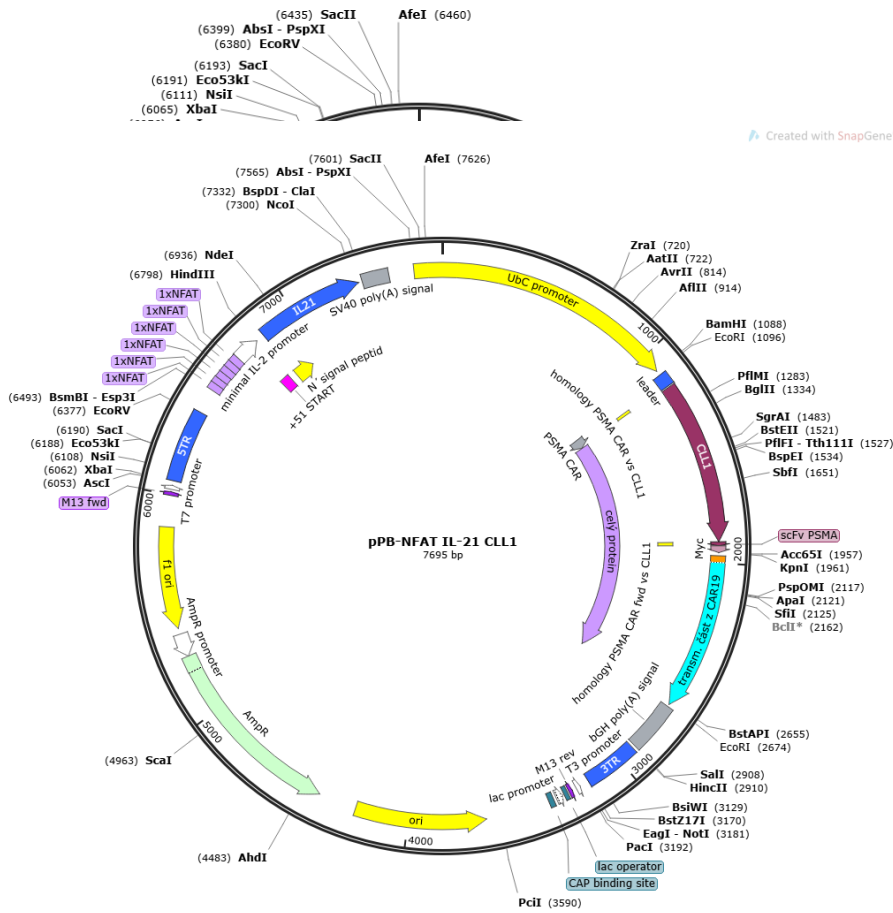 (6435) SacII
AfeI (6460)
(6399) AbsI - PspXI
(6380) EcoRV
(6193) SacI
(6191) Eco53kI
(6111) NsiI
(6065) XbaI
Created with SnapGene
(7601) SacII
AfeI (7626)
(7565) AbsI - PspXI
(7332) BspDI - ClaI
(7300) NcoI
(6936) NdeI
(6798) HindIII
1xNFAT
1xNFAT
1xNFAT
1xNFAT
1xNFAT
1xNFAT
(6493) BsmBI - Esp3I
(6377) EcoRV
(6190) SacI
(6188) Eco53kI
(6108) NsiI
(6062) XbaI
(6053) AscI
M13 fwd
ZraI (720)
AatII (722)
AvrII (814)
AflII (914)
BamHI (1088)
EcoRI (1096)
PflMI (1283)
BglII (1334)
SgrAI (1483)
BstEII (1521)
PflFI - Tth111I (1527)
BspEI (1534)
SbfI (1651)
scFv PSMA
Acc65I (1957)
KpnI (1961)
PspOMI (2117)
ApaI (2121)
SfiI (2125)
BclI* (2162)
BstAPI (2655)
EcoRI (2674)
SalI (2908)
HincII (2910)
BsiWI (3129)
BstZ17I (3170)
EagI - NotI (3181)
PacI (3192)
lac operator
CAP binding site
PciI (3590)
(4483) AhdI
(4963) ScaI
1000
2000
3000
4000
5000
6000
7000
UbC promoter
leader
CLL1
Myc
transm. část z CAR19
bGH poly(A) signal
3TR
T3 promoter
M13 rev
lac promoter
ori
AmpR
AmpR promoter
f1 ori
T7 promoter
5TR
minimal IL-2 promoter
IL21
SV40 poly(A) signal
N' signal peptid
+51 START
homology PSMA CAR vs CLL1
PSMA CAR
celý protein
homology PSMA CAR fwd vs CLL1
pPB-NFAT IL-21 CLL1
7695 bp